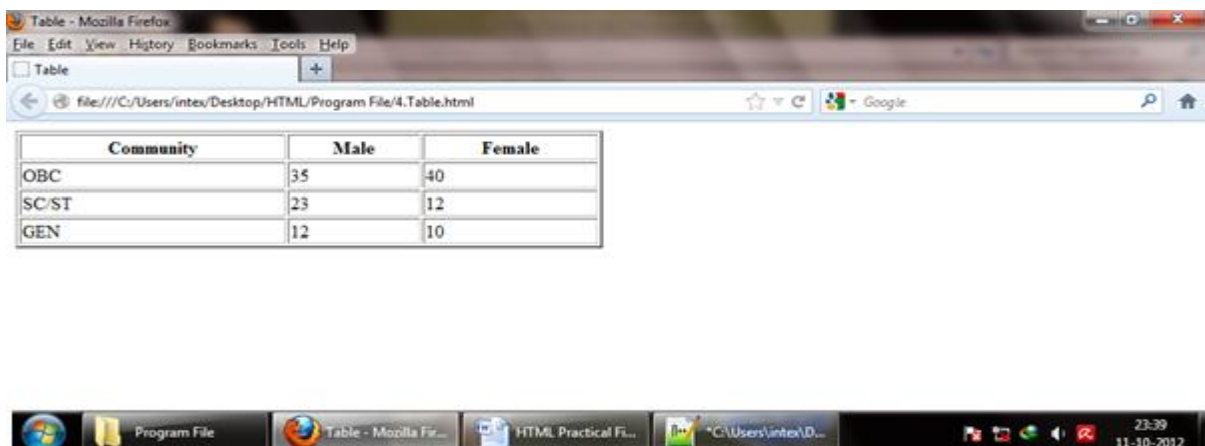 Table - Mozilla Firefox
File Edit View History Bookmarks Tools Help
Table +
file:///C:/Users/intex/Desktop/HTML/Program File/4.Table.html Google
Community Male Female
OBC 35 40
SC/ST 23 12
GEN 12 10
Program File Table - Mozilla Fir... HTML Practical Fi... *C:\Users\intex\D... 23:39
11-10-2012